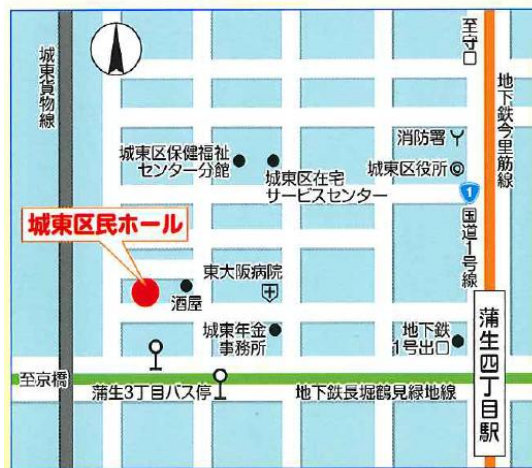 城東貨物線
至守口
地下鉄今里筋線
消防署
城東区役所
城東区保健福祉
センター分館
城東区在宅
サービスセンター
1
国道1号線
城東区民ホール
東大阪病院
酒屋
城東年金
事務所
地下鉄
1号出口
蒲生四丁目駅
至京橋
蒲生3丁目バス停
地下鉄長堀鶴見緑地線